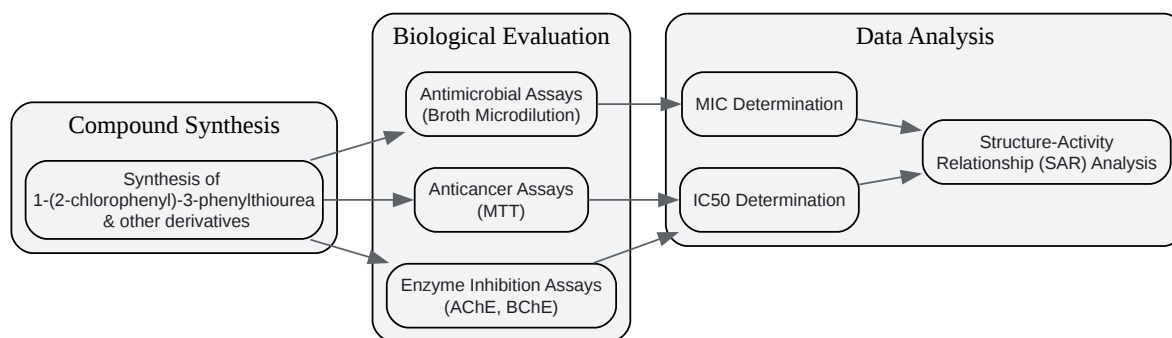 Compound Synthesis
Synthesis of
1-(2-chlorophenyl)-3-phenylthiourea
& other derivatives
Biological Evaluation
Antimicrobial Assays
(Broth Microdilution)
Anticancer Assays
(MTT)
Enzyme Inhibition Assays
(AChE, BChE)
Data Analysis
MIC Determination
IC50 Determination
Structure-Activity
Relationship (SAR) Analysis